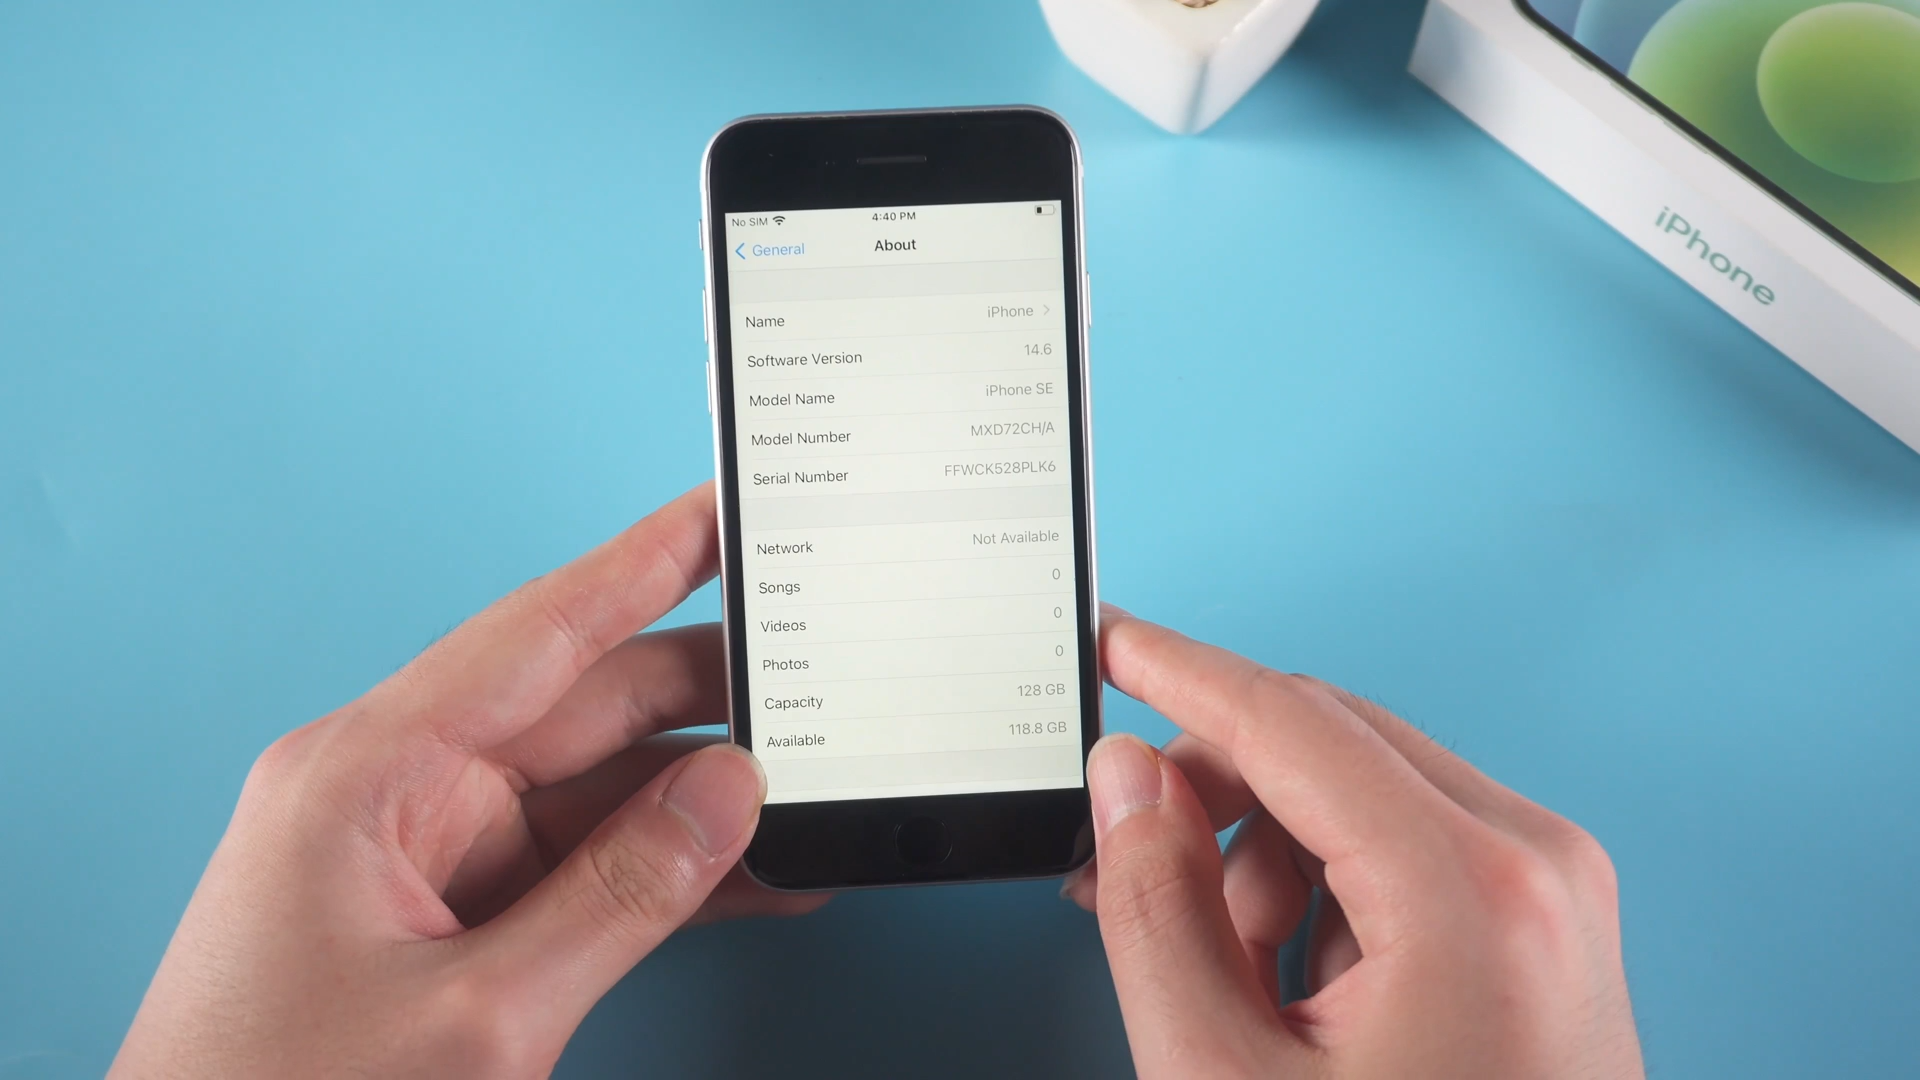 No SIM 4:40 PM
General About
Name iPhone
Software Version 14.6
Model Name iPhone SE
Model Number MXD72CH/A
Serial Number FFWCK528PLK6
Network Not Available
Songs 0
Videos 0
Photos 0
Capacity 128 GB
Available 118.8 GB
iPhone